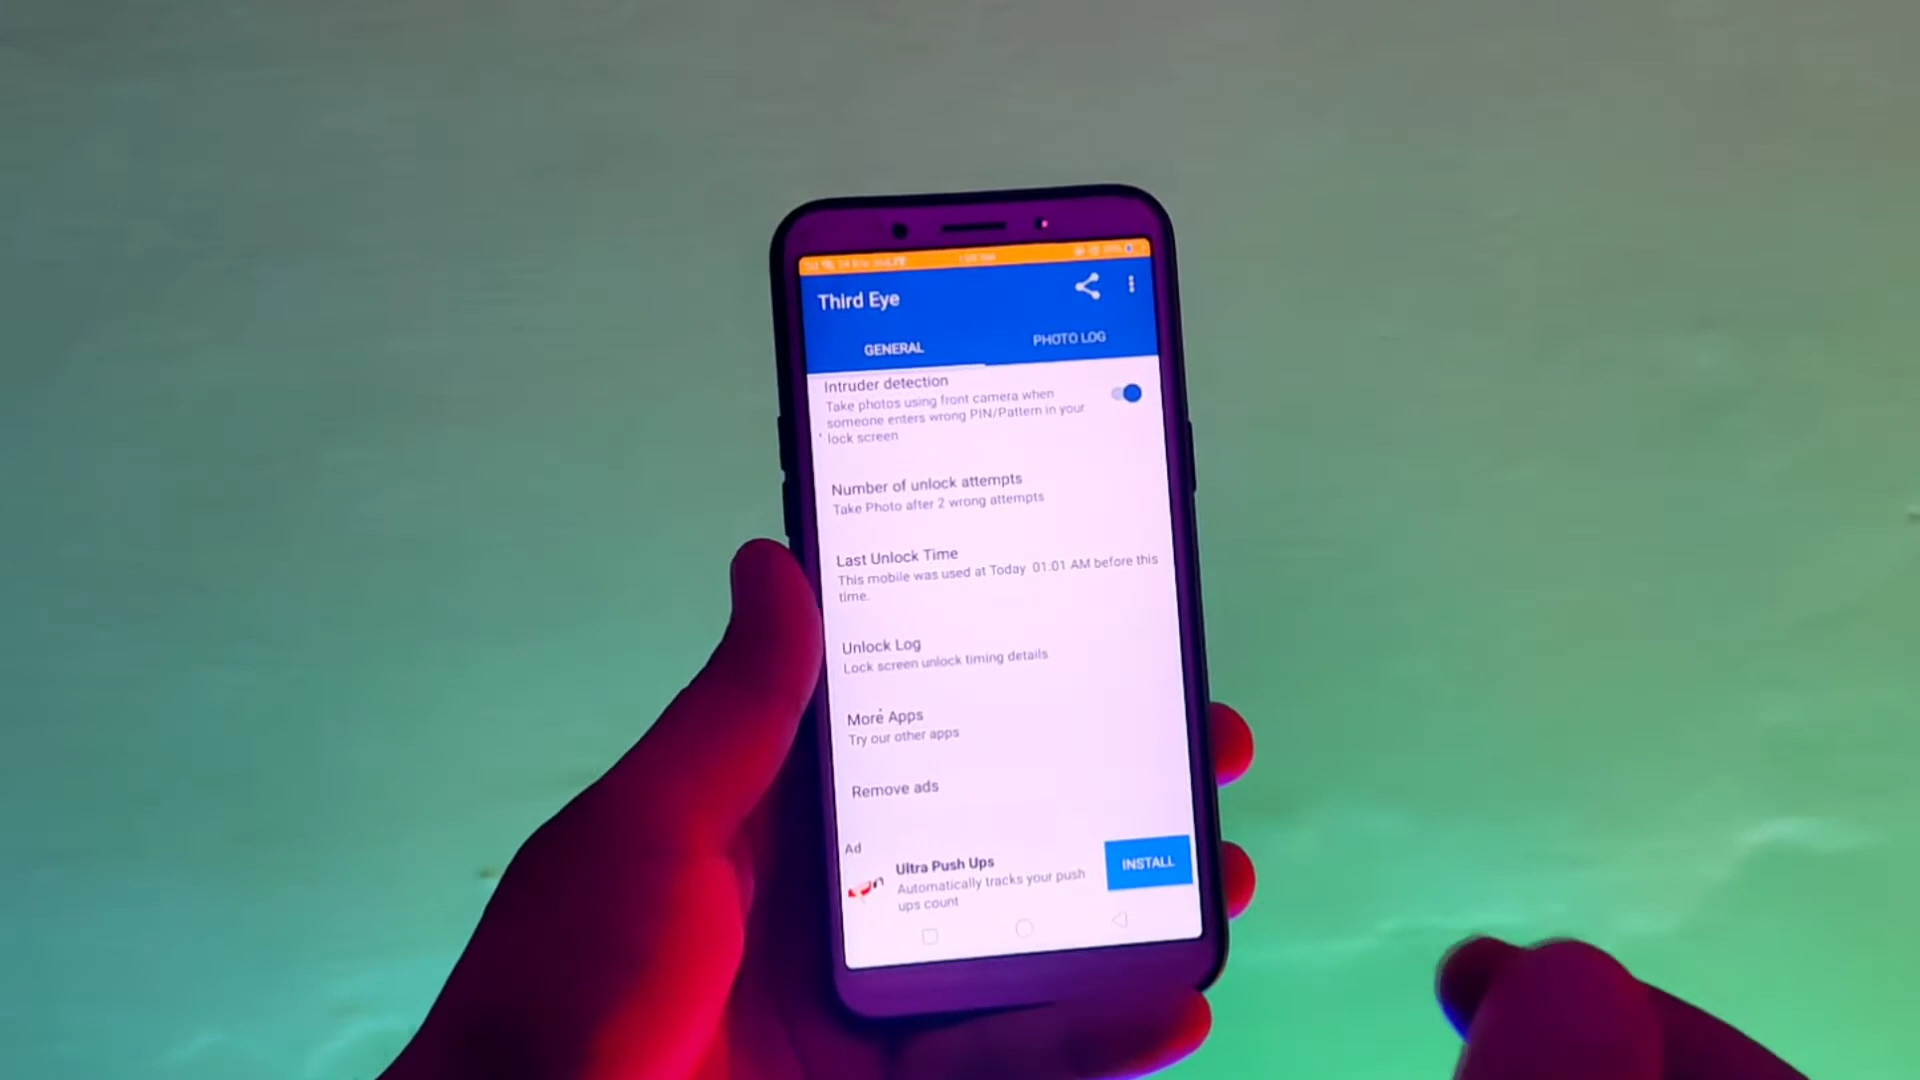 Third Eye
GENERAL
PHOTO LOG
Intruder detection
Take photos using front camera when
someone enters wrong PIN/Pattern in your
lock screen
Number of unlock attempts
Take Photo after 2 wrong attempts
Last Unlock Time
This mobile was used at Today 01:01 AM before this
time.
Unlock Log
Lock screen unlock timing details
More Apps
Try our other apps
Remove ads
Ad
Ultra Push Ups
Automatically tracks your push
ups count
INSTALL